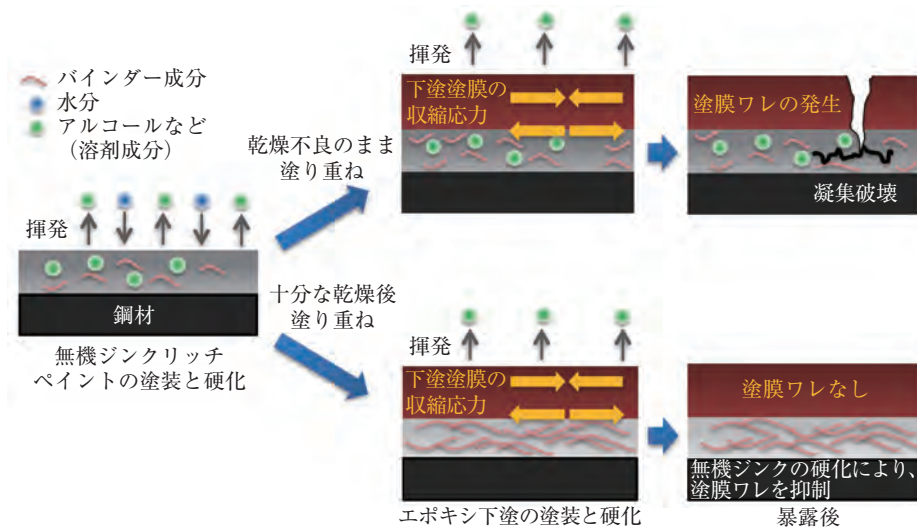 バインダー成分
水分
アルコールなど
（溶剤成分）
揮発
鋼材
無機ジンクリッチ
ペイントの塗装と硬化
乾燥不良のまま
塗り重ね
揮発
下塗塗膜の
収縮応力
塗膜ワレの発生
凝集破壊
十分な乾燥後
塗り重ね
揮発
下塗塗膜の
収縮応力
エポキシ下塗の塗装と硬化
塗膜ワレなし
無機ジンクの硬化により、
塗膜ワレを抑制
暴露後